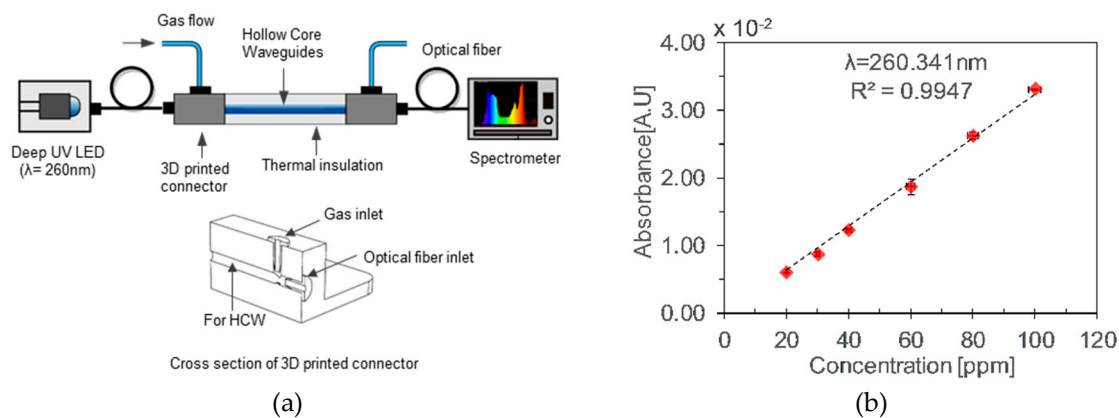 Gas flow
Hollow Core
Waveguides
Optical fiber
Deep UV LED
(λ= 260nm)
3D printed
connector
Thermal insulation
Spectrometer
Gas inlet
Optical fiber inlet
For HCW
Cross section of 3D printed connector
(a)
x 10⁻²
4.00
3.00
2.00
1.00
0.00
Absorbance[A.U]
λ=260.341nm
R² = 0.9947
0 20 40 60 80 100 120
Concentration [ppm]
(b)